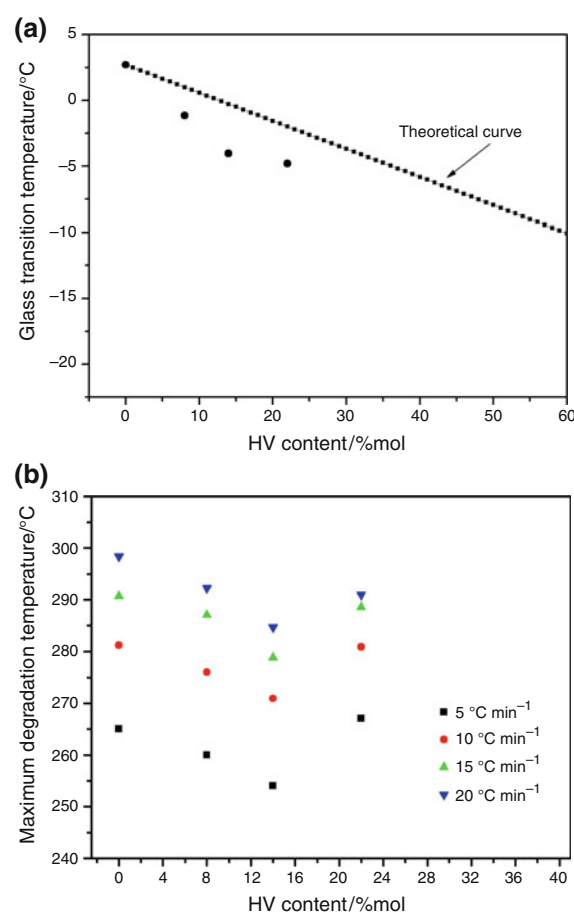 (a)
5
0
−5
−10
−15
−20
Glass transition temperature/°C
Theoretical curve
0 10 20 30 40 50 60
HV content/%mol
(b)
310
300
290
280
270
260
250
240
Maximum degradation temperature/°C
5 °C min⁻¹
10 °C min⁻¹
15 °C min⁻¹
20 °C min⁻¹
0 4 8 12 16 20 24 28 32 36 40
HV content/%mol